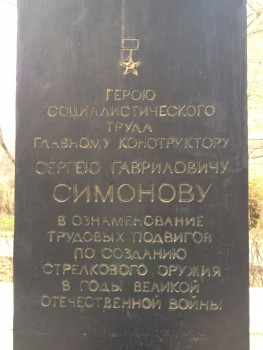 ГЕРОЮ
СОЦИАЛИСТИЧЕСКОГО
ТРУДА
ГЛАВНОМУ КОНСТРУКТОРУ
СЕРГЕЮ ГАВРИЛОВИЧУ
СИМОНОВУ
В ОЗНАМЕНОВАНИЕ
ТРУДОВЫХ ПОДВИГОВ
ПО СОЗДАНИЮ
СТРЕЛКОВОГО ОРУЖИЯ
В ГОДЫ ВЕЛИКОЙ
ОТЕЧЕСТВЕННОЙ ВОЙНЫ